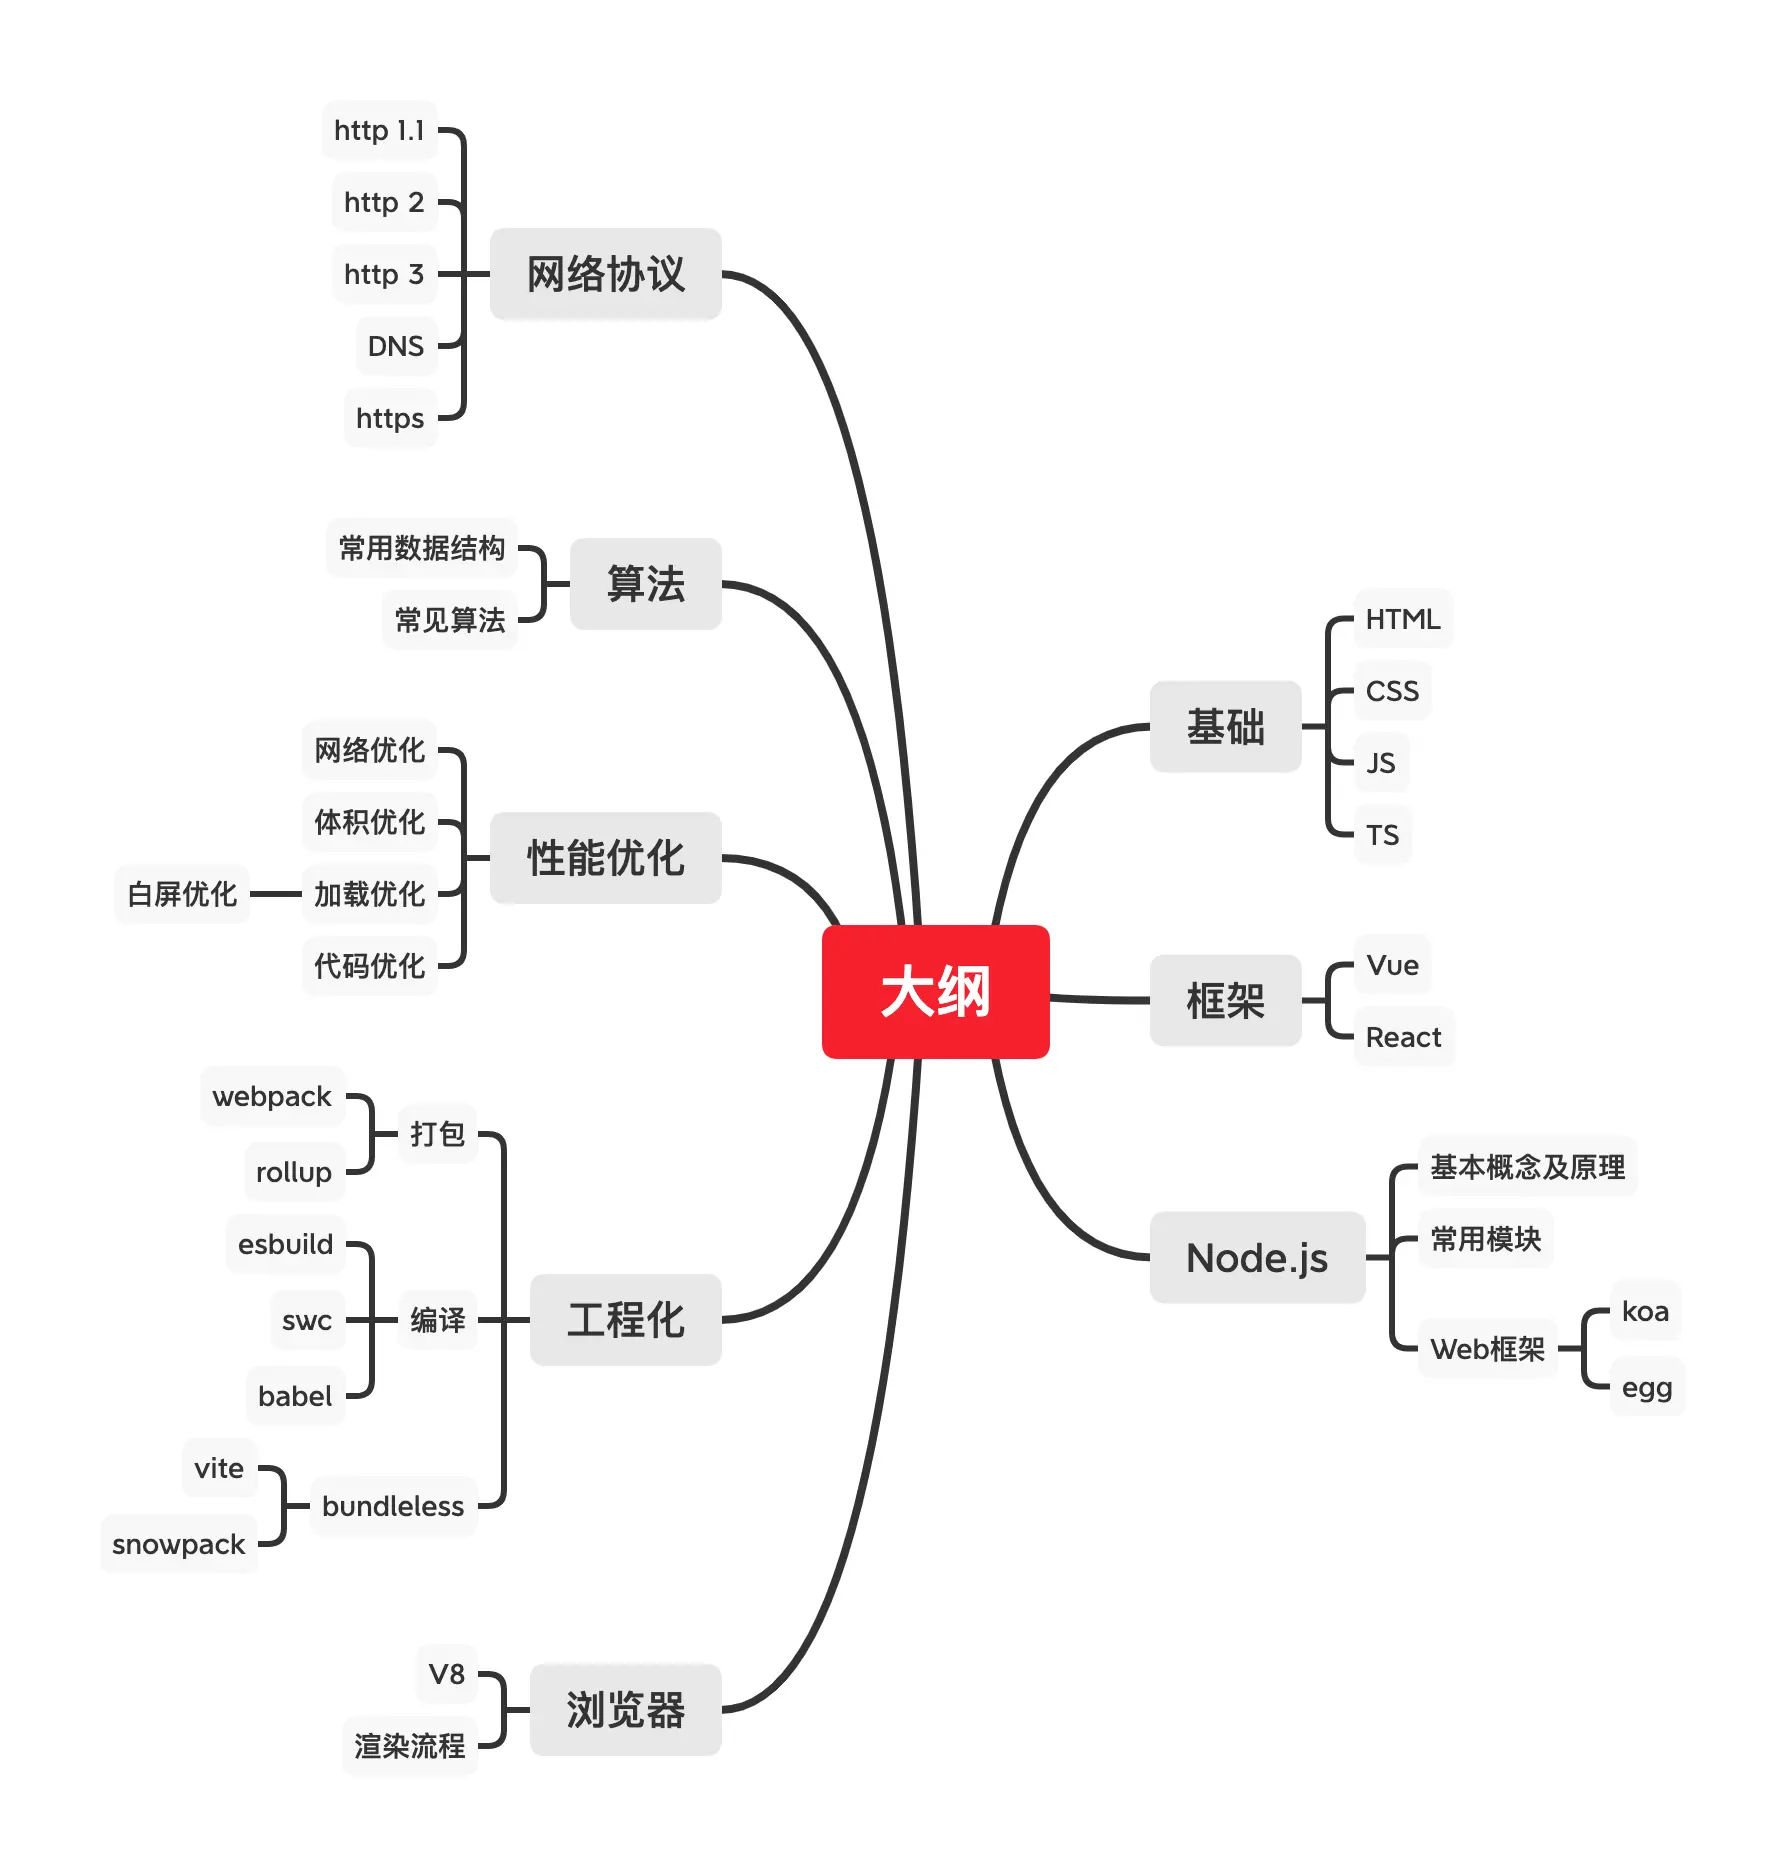 大纲
基础
HTML
CSS
JS
TS
框架
Vue
React
Node.js
基本概念及原理
常用模块
Web框架
koa
egg
网络协议
http 1.1
http 2
http 3
DNS
https
算法
常用数据结构
常见算法
性能优化
网络优化
体积优化
加载优化
白屏优化
代码优化
工程化
打包
webpack
rollup
编译
esbuild
swc
babel
bundleless
vite
snowpack
浏览器
V8
渲染流程